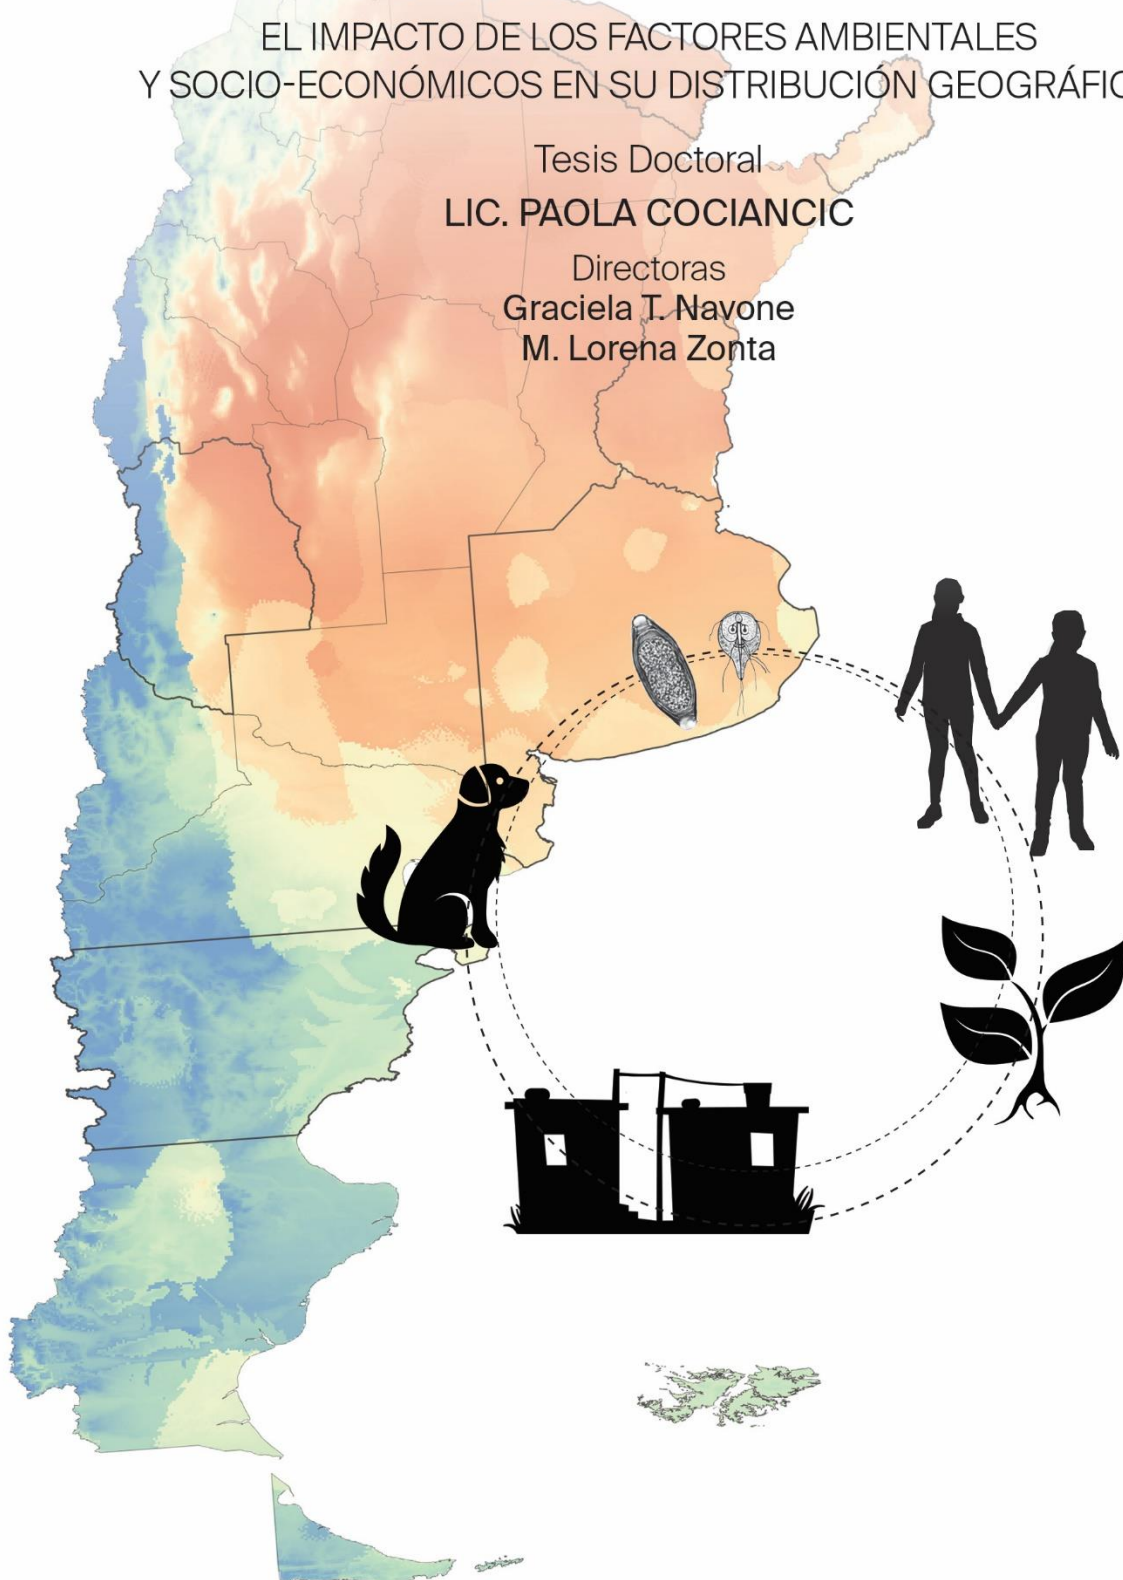 EL IMPACTO DE LOS FACTORES AMBIENTALES
Y SOCIO-ECONÓMICOS EN SU DISTRIBUCIÓN GEOGRÁFIC
Tesis Doctoral
LIC. PAOLA COCIANCIC
Directoras
Graciela T. Navone
M. Lorena Zonta